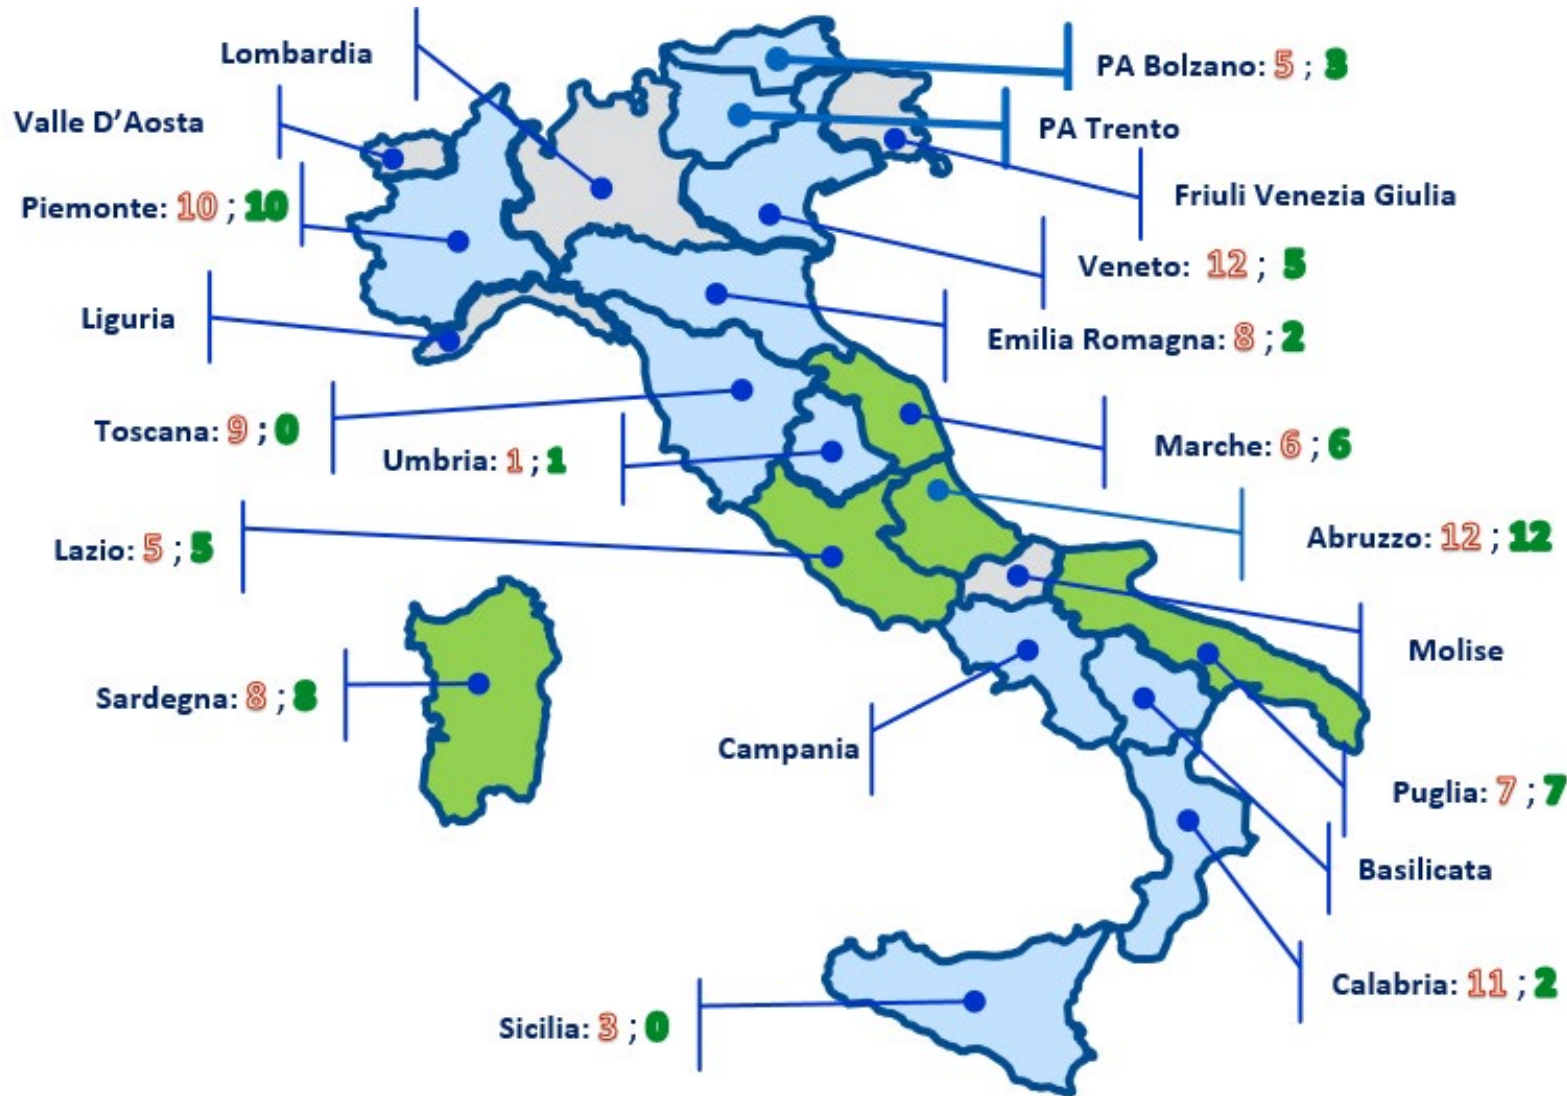 Lombardia
PA Bolzano: 5 ; 3
Valle D’Aosta
PA Trento
Piemonte: 10 ; 10
Friuli Venezia Giulia
Veneto: 12 ; 5
Liguria
Emilia Romagna: 8 ; 2
Toscana: 9 ; 0
Umbria: 1 ; 1
Marche: 6 ; 6
Lazio: 5 ; 5
Abruzzo: 12 ; 12
Molise
Sardegna: 8 ; 8
Campania
Puglia: 7 ; 7
Basilicata
Calabria: 11 ; 2
Sicilia: 3 ; 0